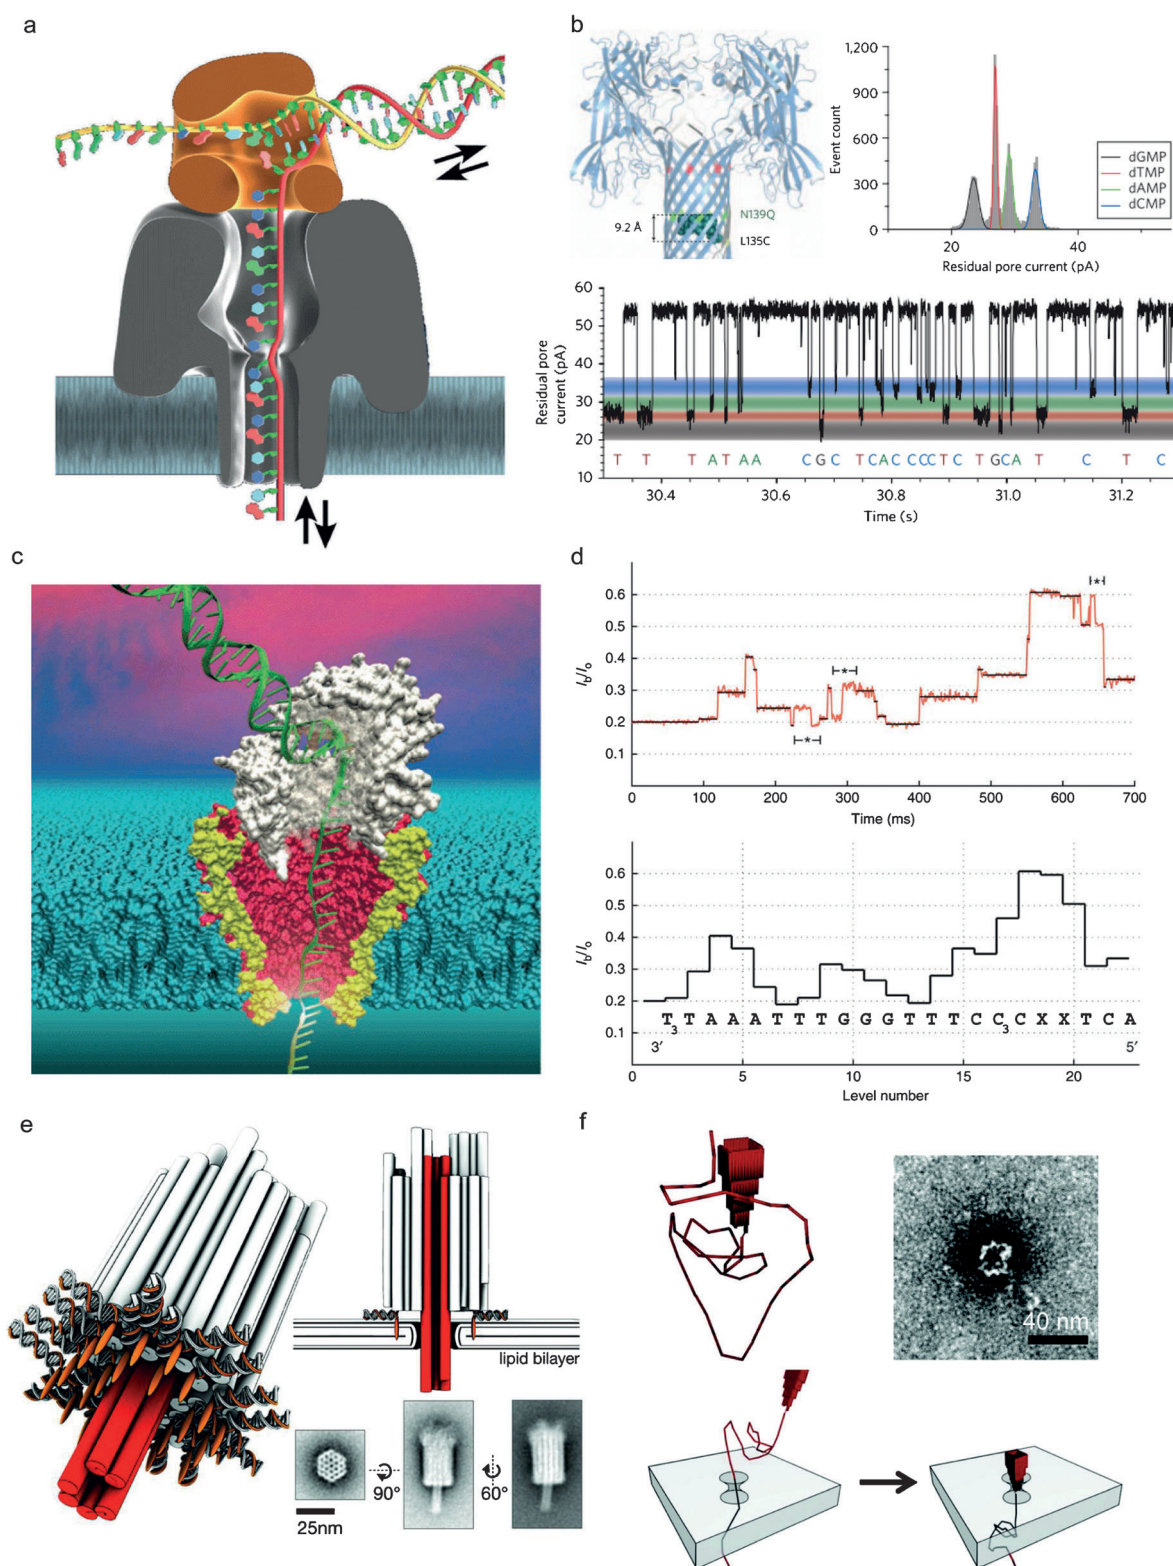 a
b
N139Q
9.2 Å
L135C
1,200
900
600
300
0
Event count
dGMP
dTMP
dAMP
dCMP
20
40
Residual pore current (pA)
60
50
40
30
20
10
Residual pore
current (pA)
T T T A T A A C G C T C A C C C C T C T G C A T C T C
30.4 30.6 30.8 31.0 31.2
Time (s)
c
d
0.6
0.5
0.4
0.3
0.2
0.1
Ib/Io
*
*
*
0 100 200 300 400 500 600 700
Time (ms)
0.6
0.5
0.4
0.3
0.2
0.1
Ib/Io
T3TAAATTTGGGTTTCC3CXXTCA
3′ 5′
0 5 10 15 20
Level number
e
lipid bilayer
90°
60°
25nm
f
40 nm